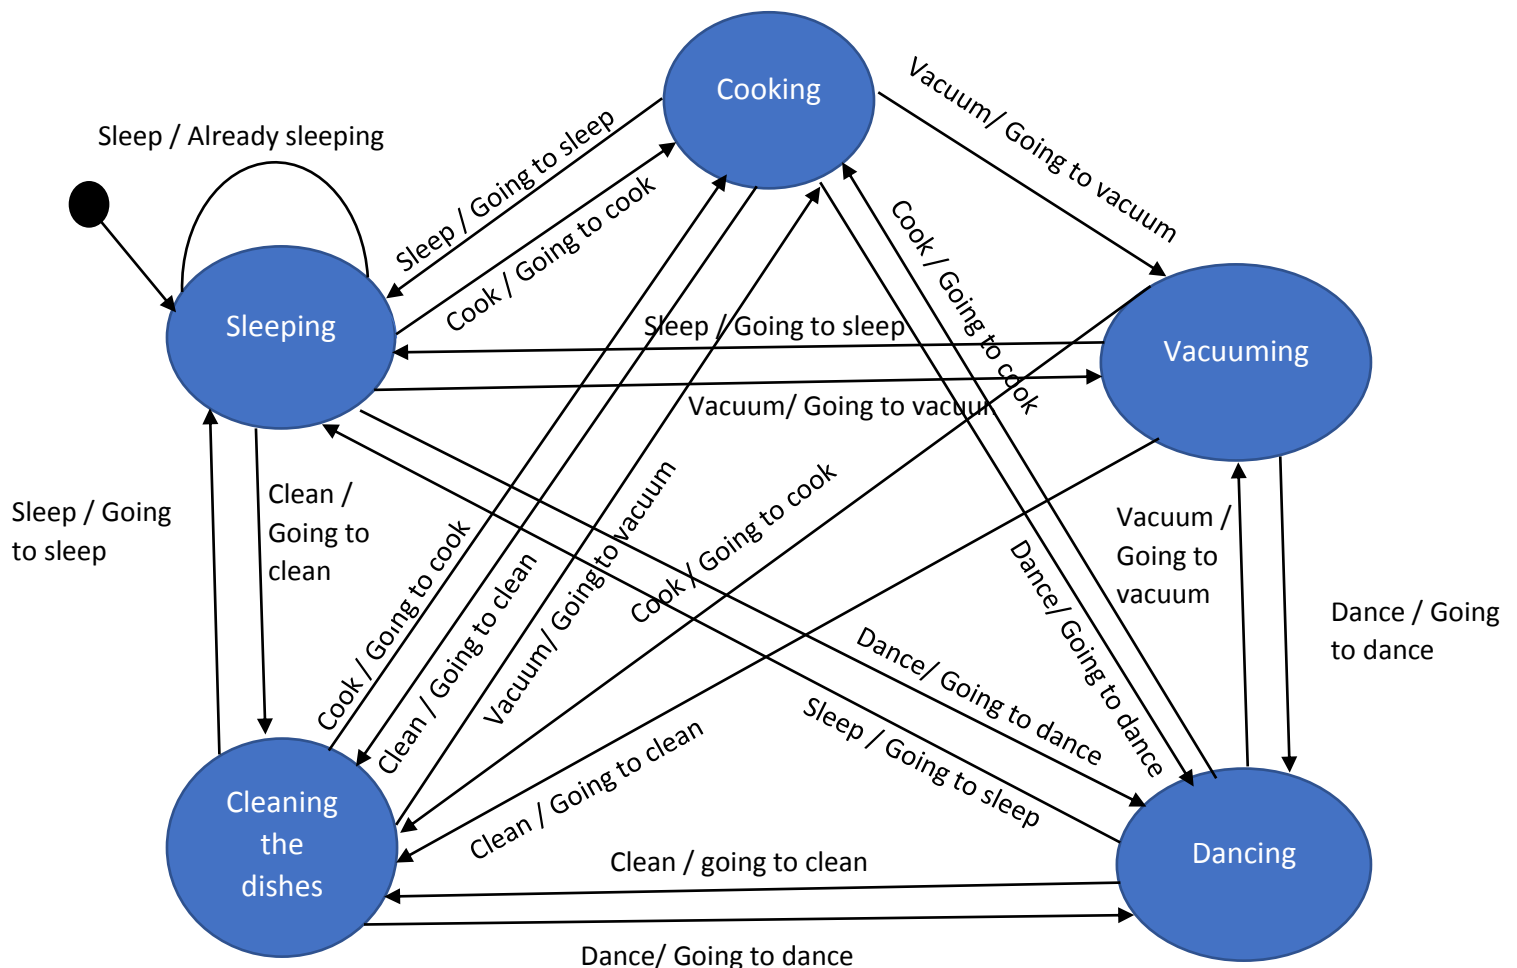 Cooking
Vacuum/ Going to vacuum
Sleep / Already sleeping
Sleep / Going to sleep
Cook / Going to cook
Cook / Going to cook
Sleeping
Sleep / Going to sleep
Vacuuming
Vacuum/ Going to vacuum
Sleep / Going
to sleep
Clean /
Going to
clean
Cook / Going to cook
Clean / Going to clean
Vacuum/ Going to vacuum
Cook / Going to cook
Dance/ Going to dance
Vacuum /
Going to
vacuum
Dance / Going
to dance
Dance/ Going to dance
Sleep / Going to sleep
Clean / Going to clean
Cleaning
the
dishes
Dancing
Clean / going to clean
Dance/ Going to dance